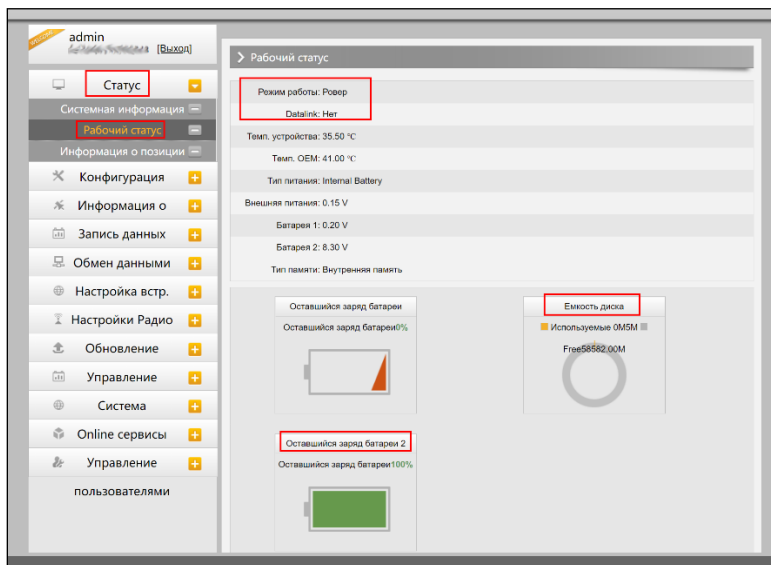 admin
[Выход]
Статус
Системная информация
Рабочий статус
Информация о позиции
Конфигурация
Информация о
Запись данных
Обмен данными
Настройка встр.
Настройки Радио
Обновление
Управление
Система
Online сервисы
Управление
пользователями
Рабочий статус
Режим работы: Ровер
Datalink: Нет
Темп. устройства: 35.50 °C
Темп. OEM: 41.00 °C
Тип питания: Internal Battery
Внешняя питания: 0.15 V
Батарея 1: 0.20 V
Батарея 2: 8.30 V
Тип памяти: Внутренняя память
Оставшийся заряд батареи
Оставшийся заряд батареи0%
Емкость диска
Используемые 0M5M
Free58582.00M
Оставшийся заряд батареи 2
Оставшийся заряд батареи100%